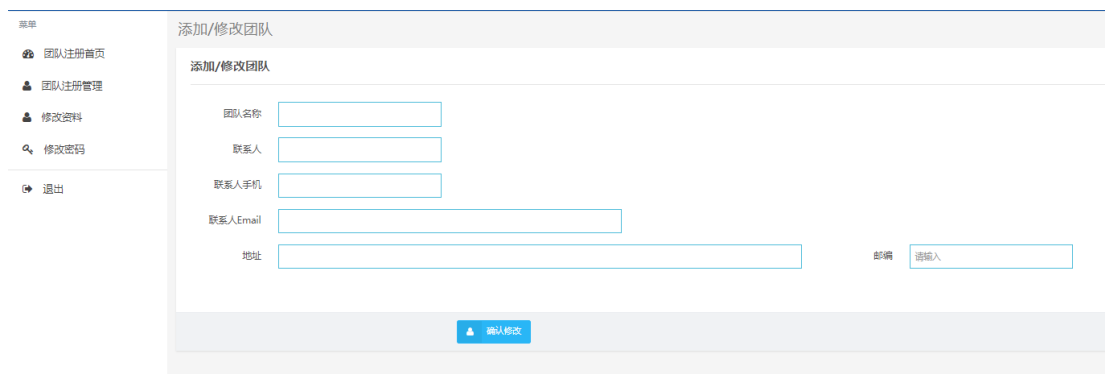 菜单
团队注册首页
团队注册管理
修改资料
修改密码
退出
添加/修改团队
添加/修改团队
团队名称
联系人
联系人手机
联系人Email
地址
邮编 请输入
确认修改